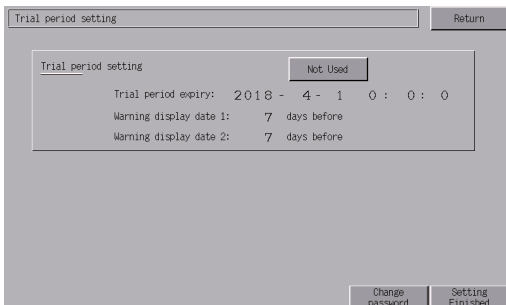 Trial period setting
Return
Trial period setting
Not Used
Trial period expiry: 2018 - 4 - 1 0 : 0 : 0
Warning display date 1: 7 days before
Warning display date 2: 7 days before
Change
password
Setting
Finished